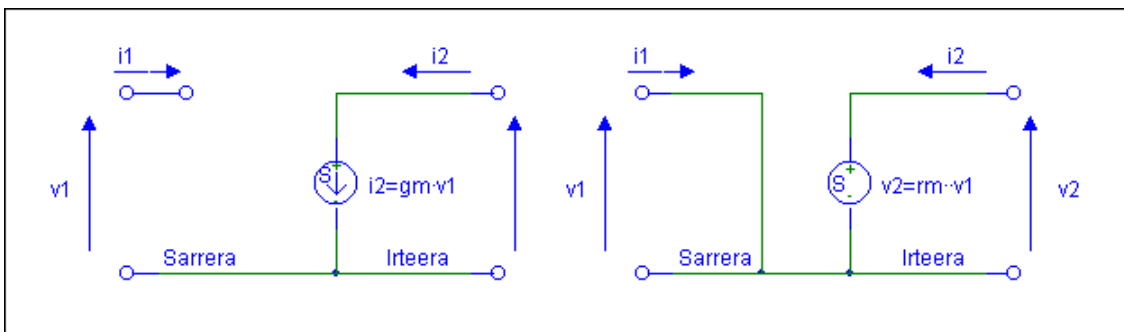 i1
i2
v1
S
i2=gm·v1
Sarrera
Irteera
i1
i2
v1
S
v2=rm··v1
v2
Sarrera
Irteera